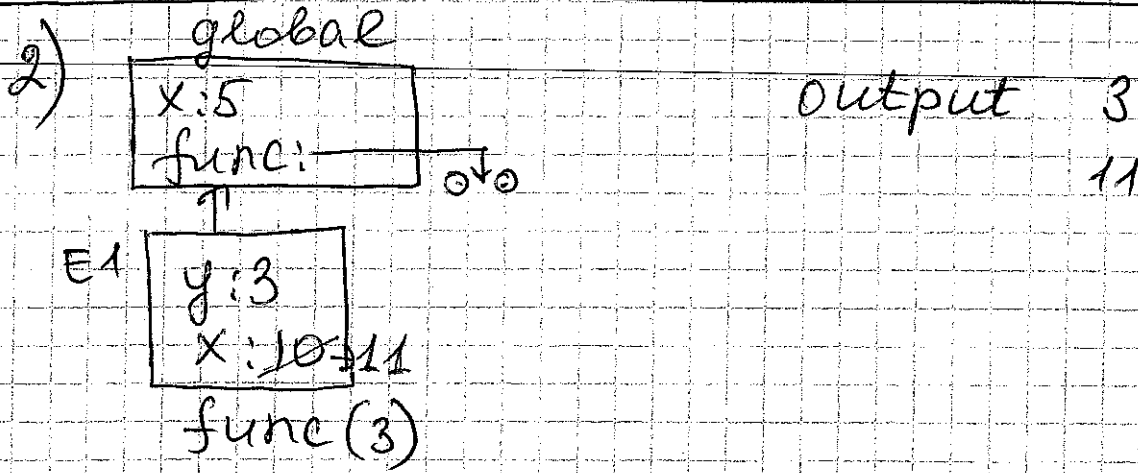 2)
global
x:5
func:
output 3
11
E1
y:3
x:10 11
func(3)